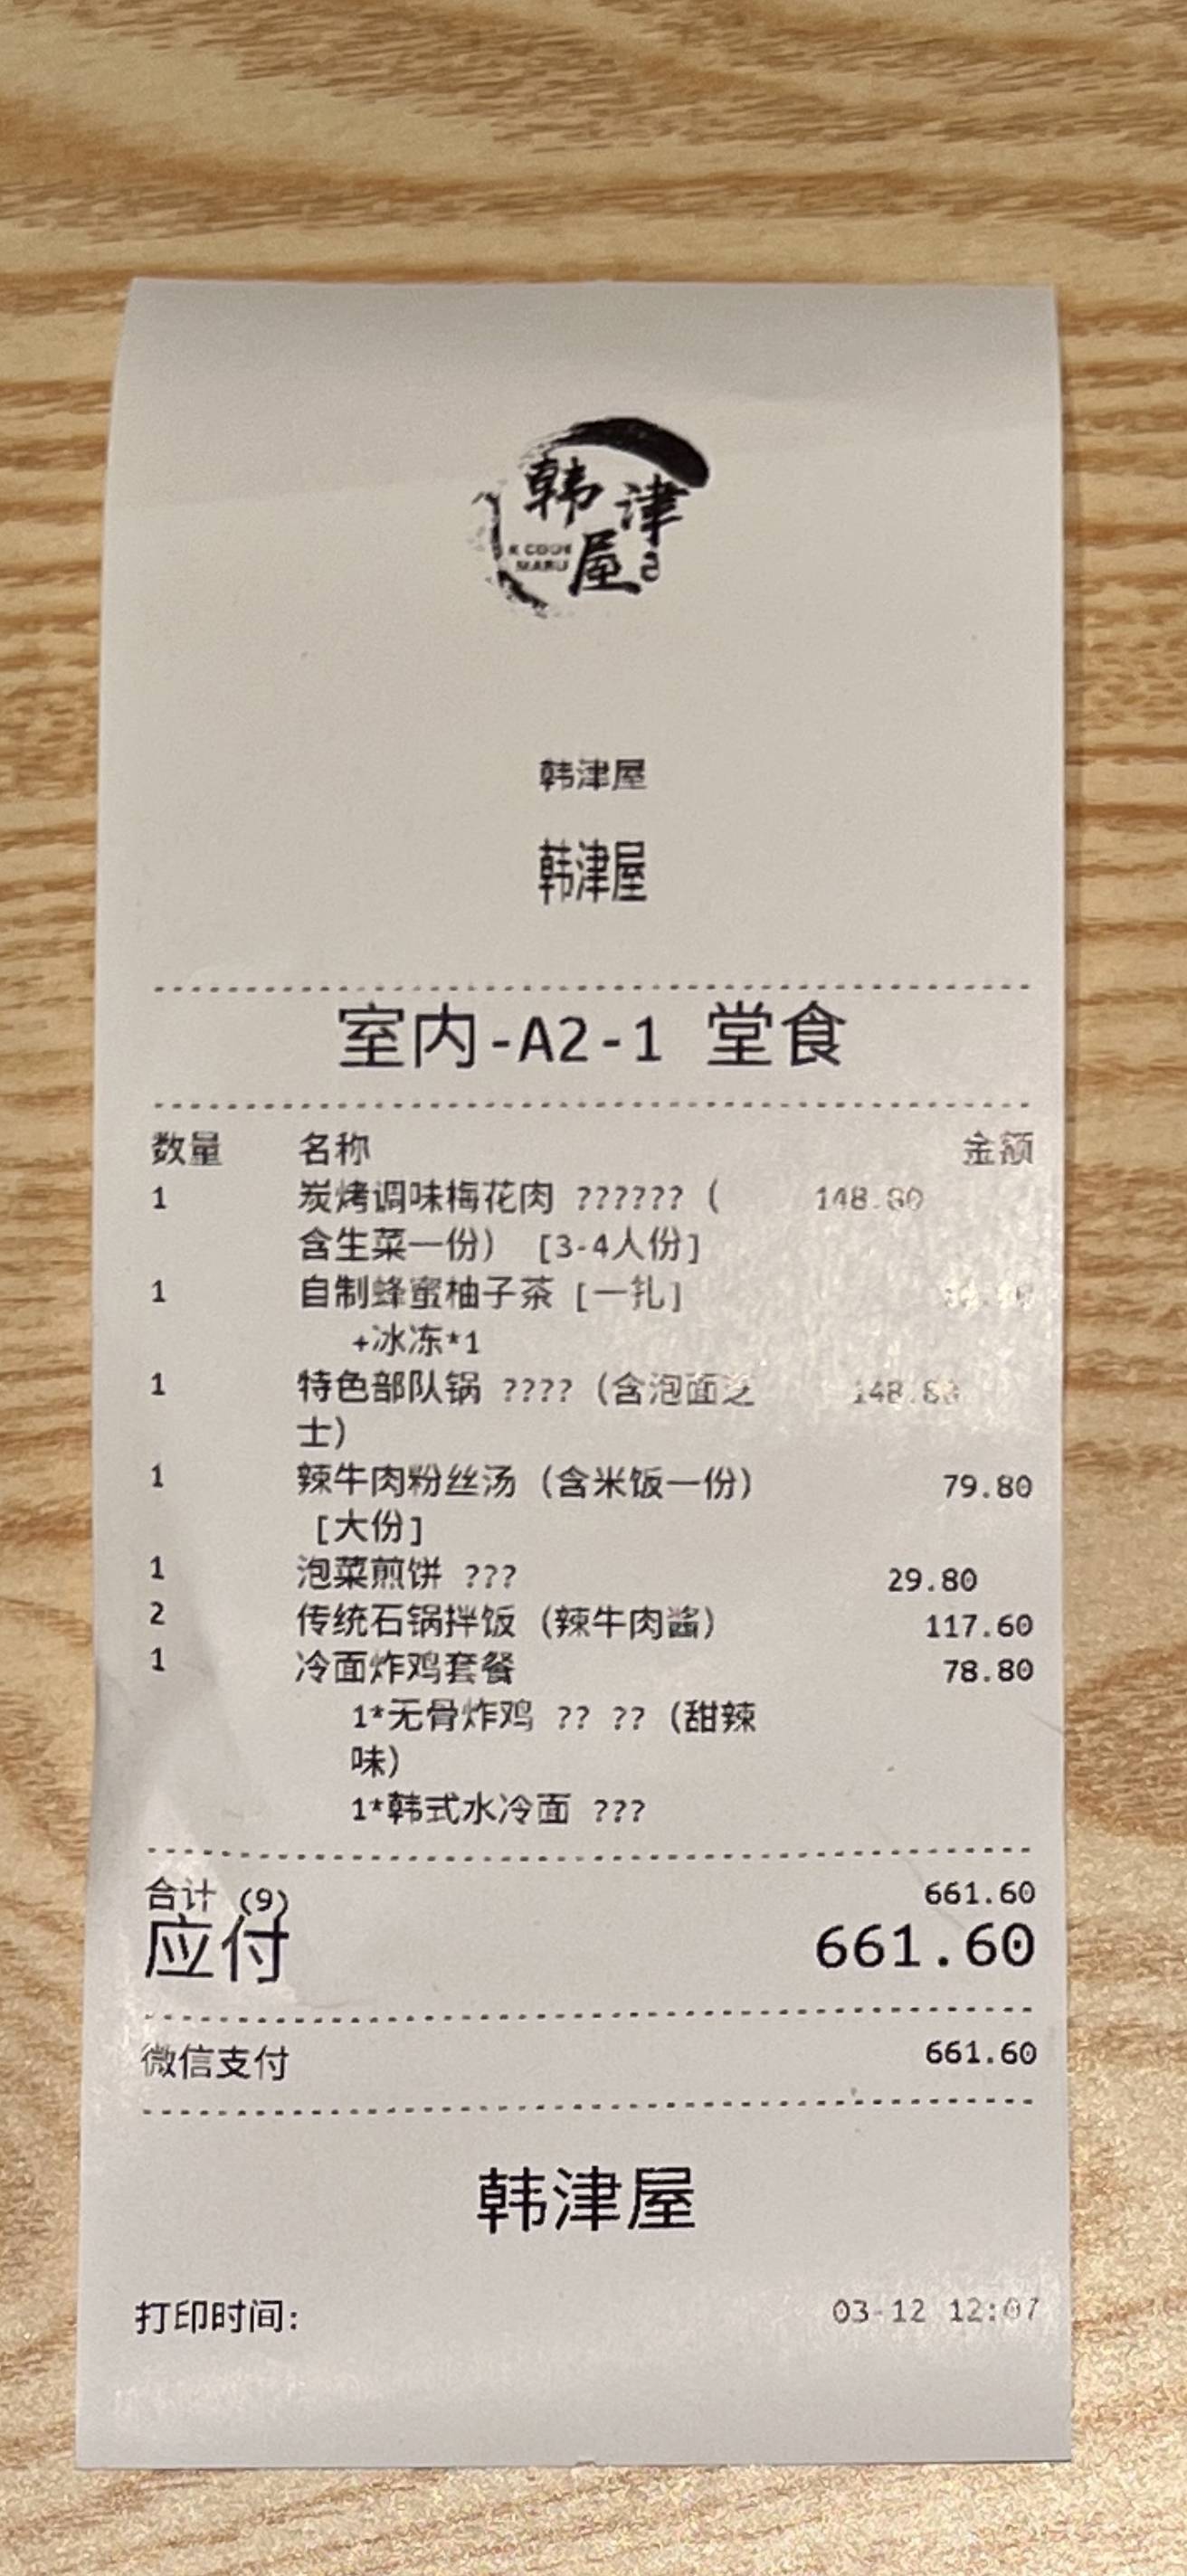 韩津
屋
韩津屋
韩津屋
室内-A2-1 堂食
数量 名称 金额
1 炭烤调味梅花肉 ?????? ( 148.80
含生菜一份) [3-4人份]
1 自制蜂蜜柚子茶 [一扎]
+冰冻*1
1 特色部队锅 ???? (含泡面芝 148.80
士)
1 辣牛肉粉丝汤 (含米饭一份) 79.80
[大份]
1 泡菜煎饼 ??? 29.80
2 传统石锅拌饭 (辣牛肉酱) 117.60
1 冷面炸鸡套餐 78.80
1*无骨炸鸡 ?? ?? (甜辣
味)
1*韩式水冷面 ???
合计 (9) 661.60
应付 661.60
微信支付 661.60
韩津屋
打印时间: 03-12 12:07